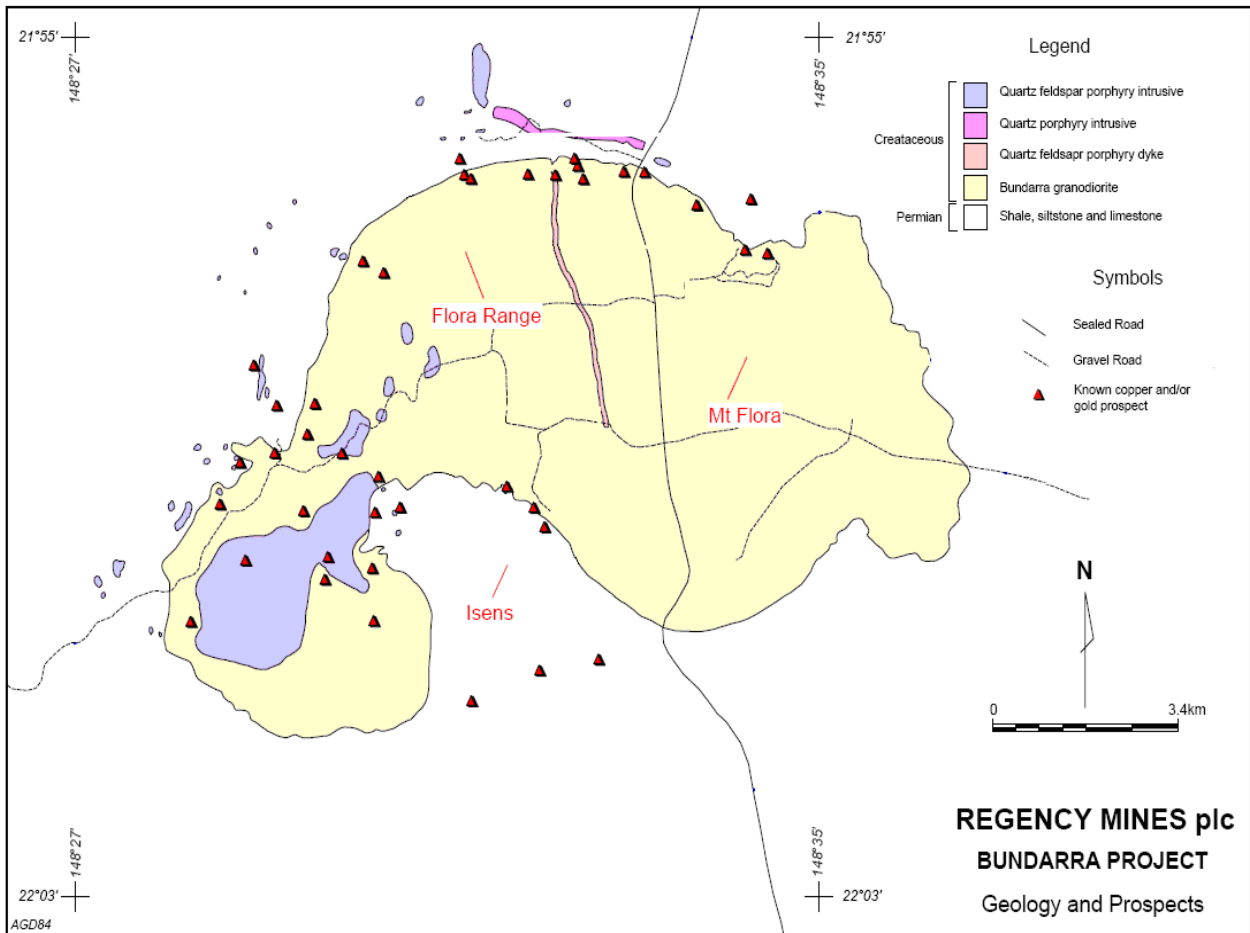 21°55'
148°27'
148°35'
21°55'
Legend
Creataceous
Quartz feldspar porphyry intrusive
Quartz porphyry intrusive
Quartz feldsapr porphyry dyke
Bundarra granodiorite
Permian
Shale, siltstone and limestone
Symbols
Sealed Road
Gravel Road
Known copper and/or
gold prospect
Flora Range
Mt Flora
Isens
N
0
3.4km
REGENCY MINES plc
BUNDARRA PROJECT
Geology and Prospects
148°27'
22°03'
148°35'
22°03'
AGD84